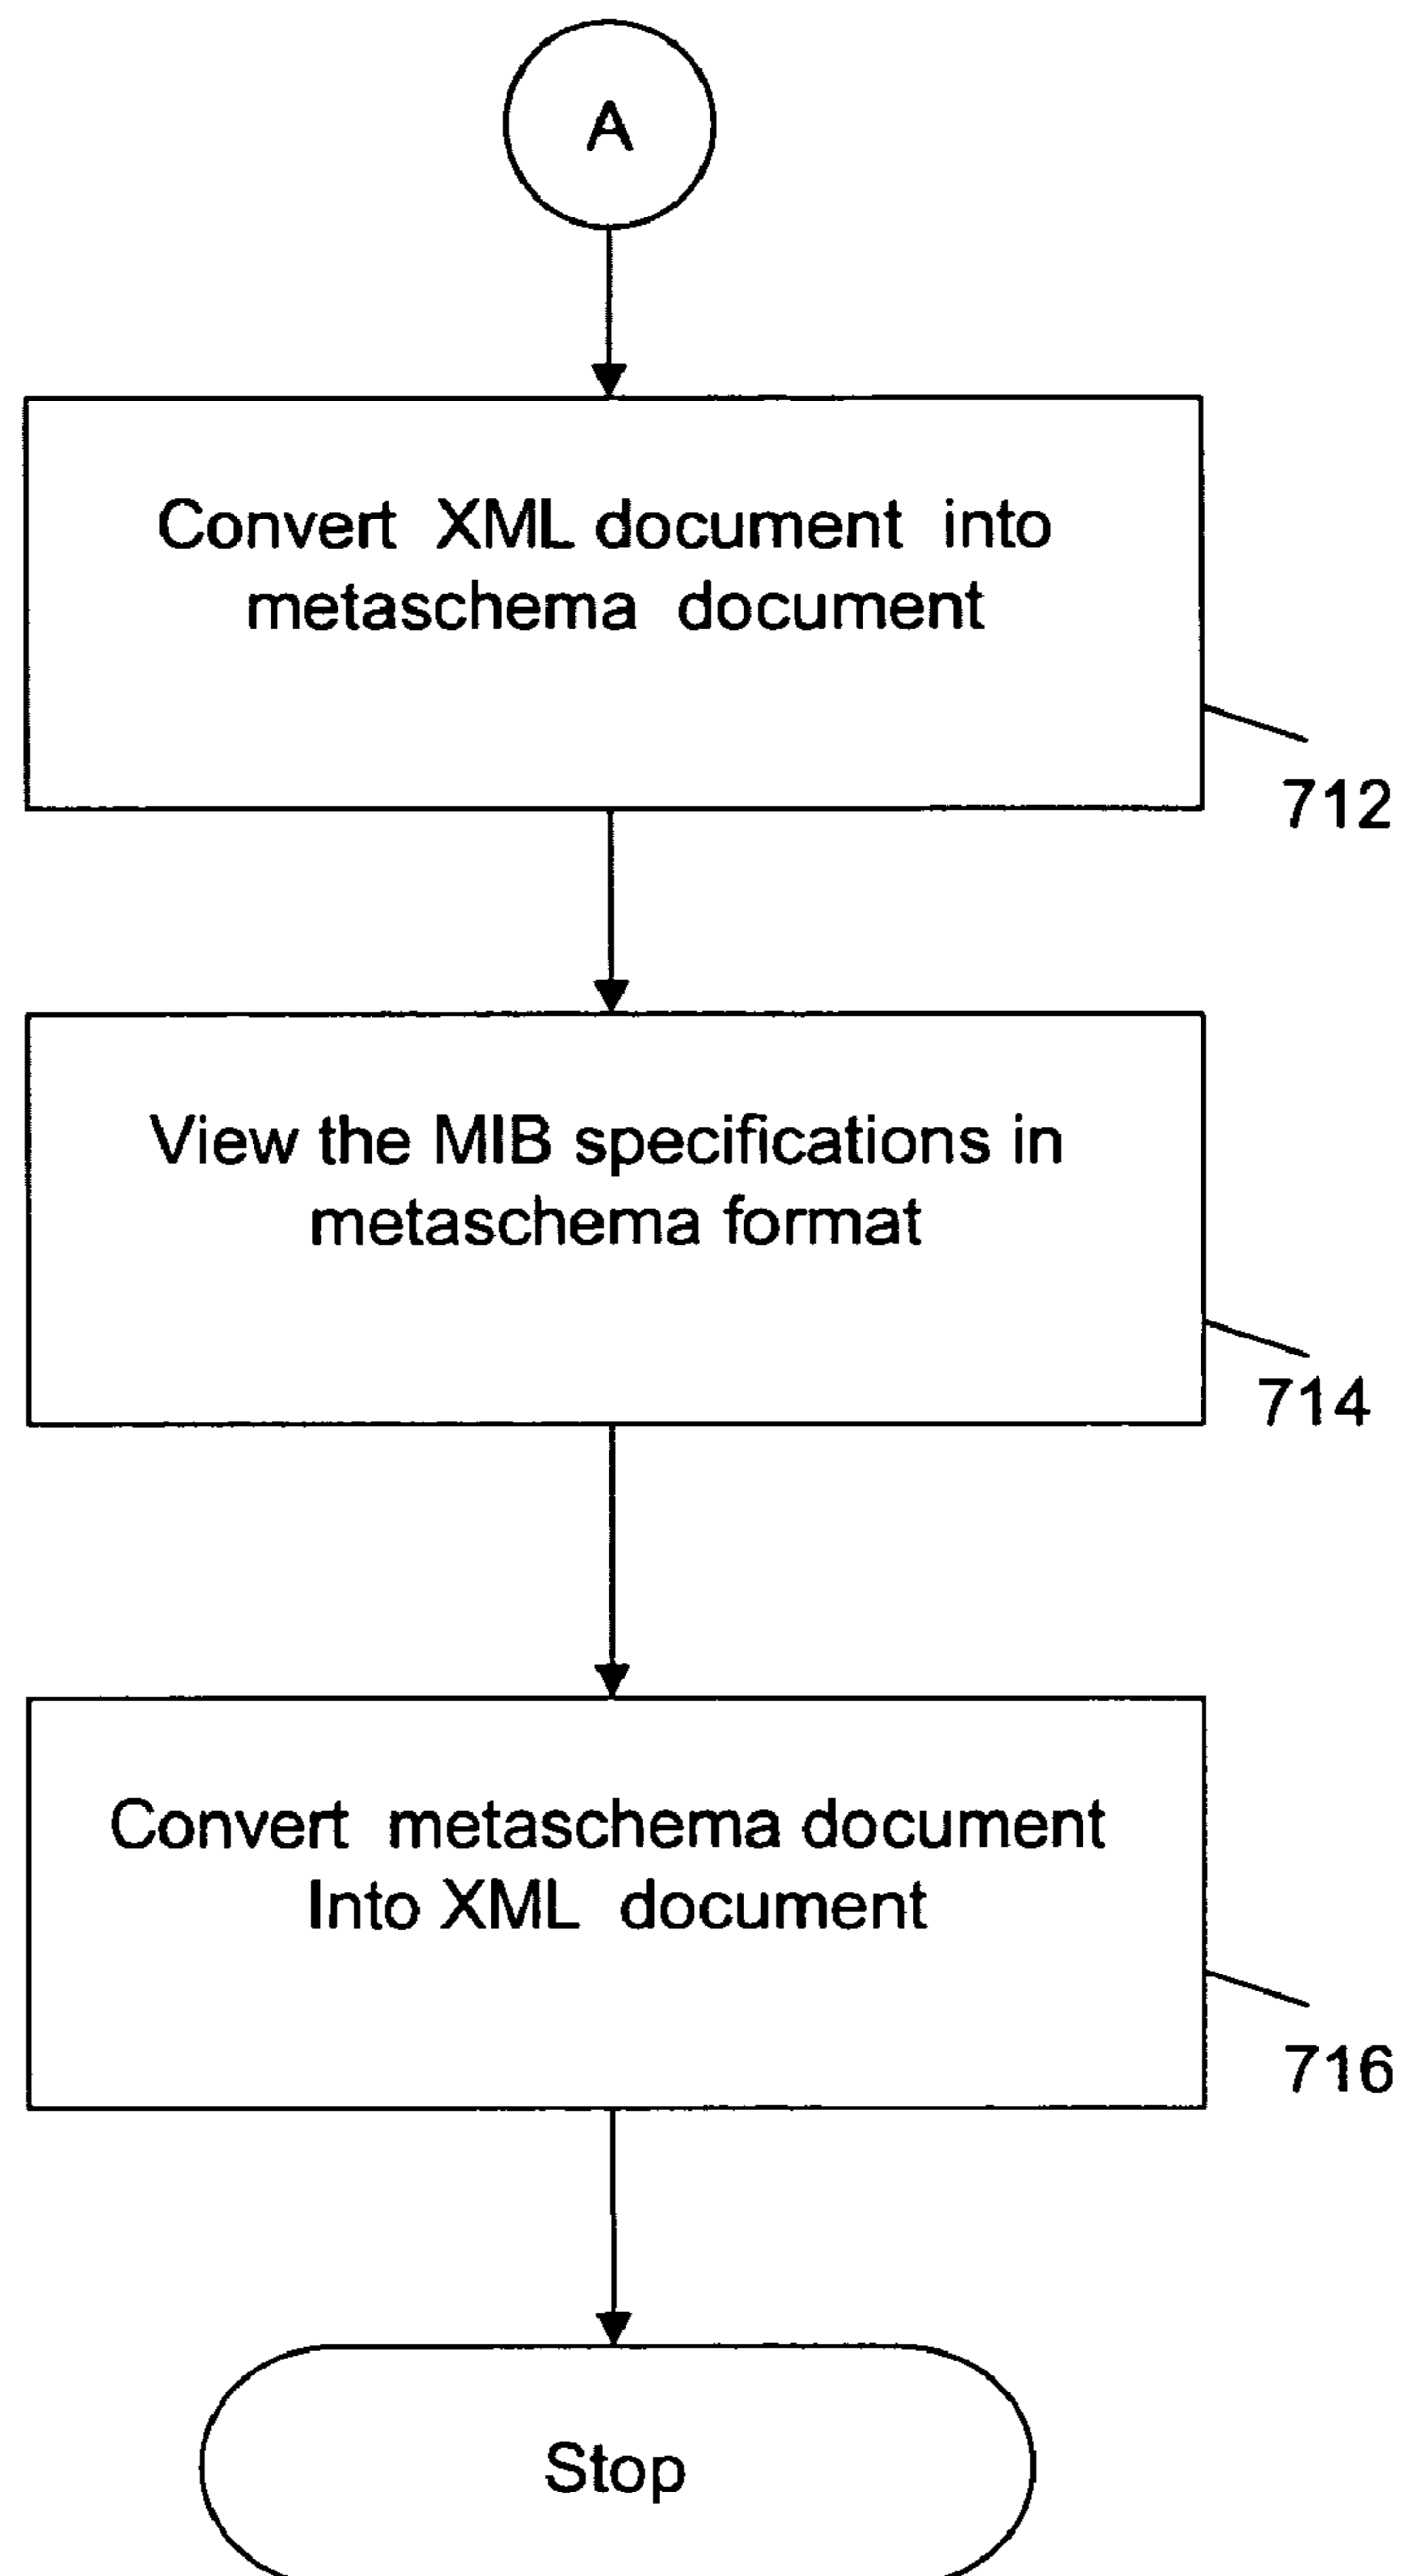 A
Convert XML document into
metaschema document
712
View the MIB specifications in
metaschema format
714
Convert metaschema document
Into XML document
716
Stop